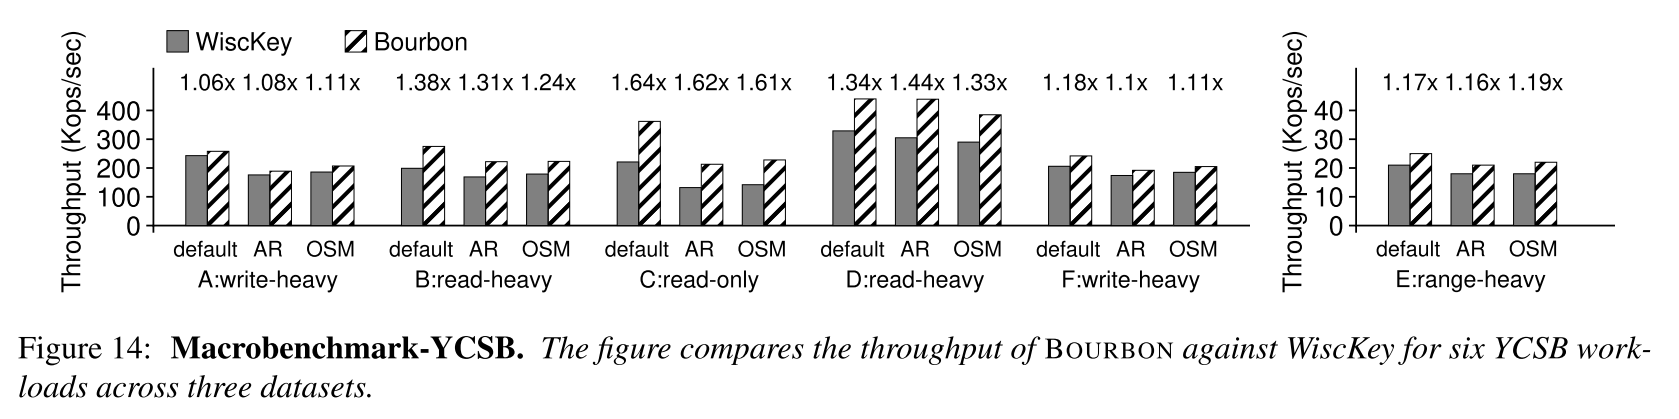 WiscKey Bourbon
Throughput (Kops/sec)
1.06x 1.08x 1.11x 1.38x 1.31x 1.24x 1.64x 1.62x 1.61x 1.34x 1.44x 1.33x 1.18x 1.1x 1.11x
400
300
200
100
0
default AR OSM default AR OSM default AR OSM default AR OSM default AR OSM
A:write-heavy B:read-heavy C:read-only D:read-heavy F:write-heavy
Throughput (Kops/sec)
1.17x 1.16x 1.19x
40
30
20
10
0
default AR OSM
E:range-heavy
Figure 14: Macrobenchmark-YCSB. The figure compares the throughput of BOURBON against WiscKey for six YCSB work-
loads across three datasets.